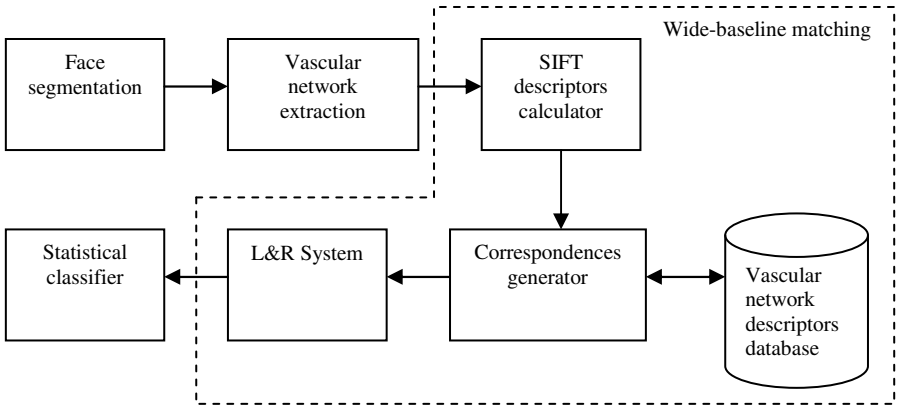 Wide-baseline matching
Face
segmentation
Vascular
network
extraction
SIFT
descriptors
calculator
Statistical
classifier
L&R System
Correspondences
generator
Vascular
network
descriptors
database